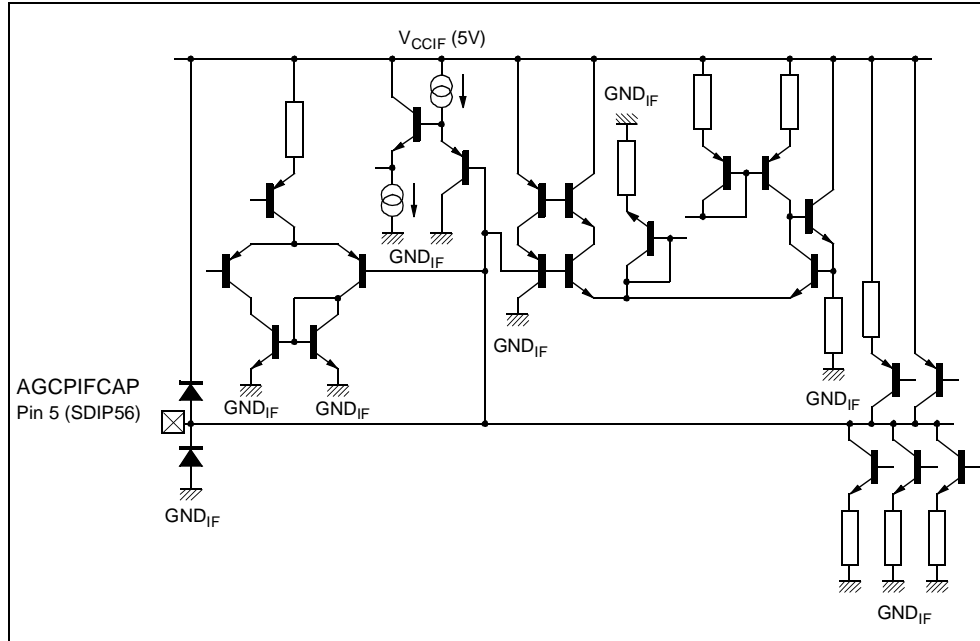 V_CCIF (5V)
GND_IF
GND_IF
GND_IF
AGCPIFCAP
Pin 5 (SDIP56)
GND_IF
GND_IF
GND_IF
GND_IF
GND_IF